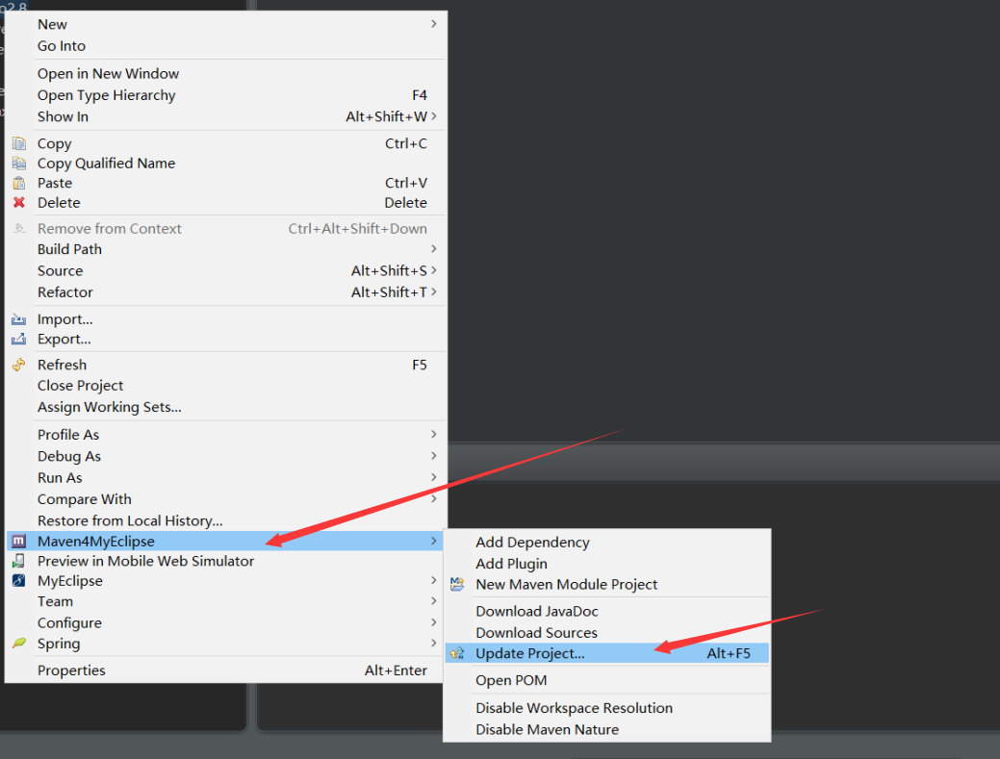 o2.8
New
Go Into
Open in New Window
Open Type Hierarchy F4
Show In Alt+Shift+W
Copy Ctrl+C
Copy Qualified Name
Paste Ctrl+V
Delete Delete
Remove from Context Ctrl+Alt+Shift+Down
Build Path
Source Alt+Shift+S
Refactor Alt+Shift+T
Import...
Export...
Refresh F5
Close Project
Assign Working Sets...
Profile As
Debug As
Run As
Compare With
Restore from Local History...
Maven4MyEclipse
Preview in Mobile Web Simulator
MyEclipse
Team
Configure
Spring
Properties Alt+Enter
Add Dependency
Add Plugin
New Maven Module Project
Download JavaDoc
Download Sources
Update Project... Alt+F5
Open POM
Disable Workspace Resolution
Disable Maven Nature